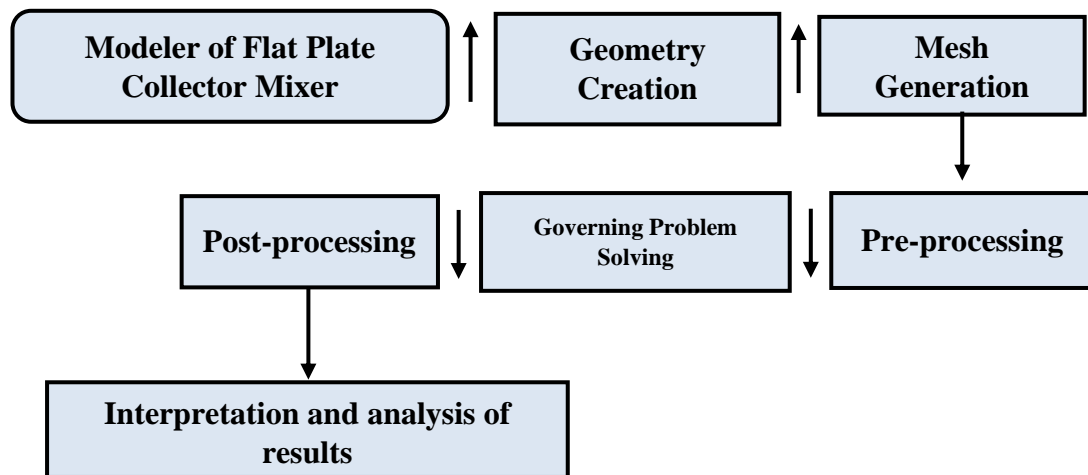 Modeler of Flat Plate
Collector Mixer
Geometry
Creation
Mesh
Generation
Post-processing
Governing Problem
Solving
Pre-processing
Interpretation and analysis of
results